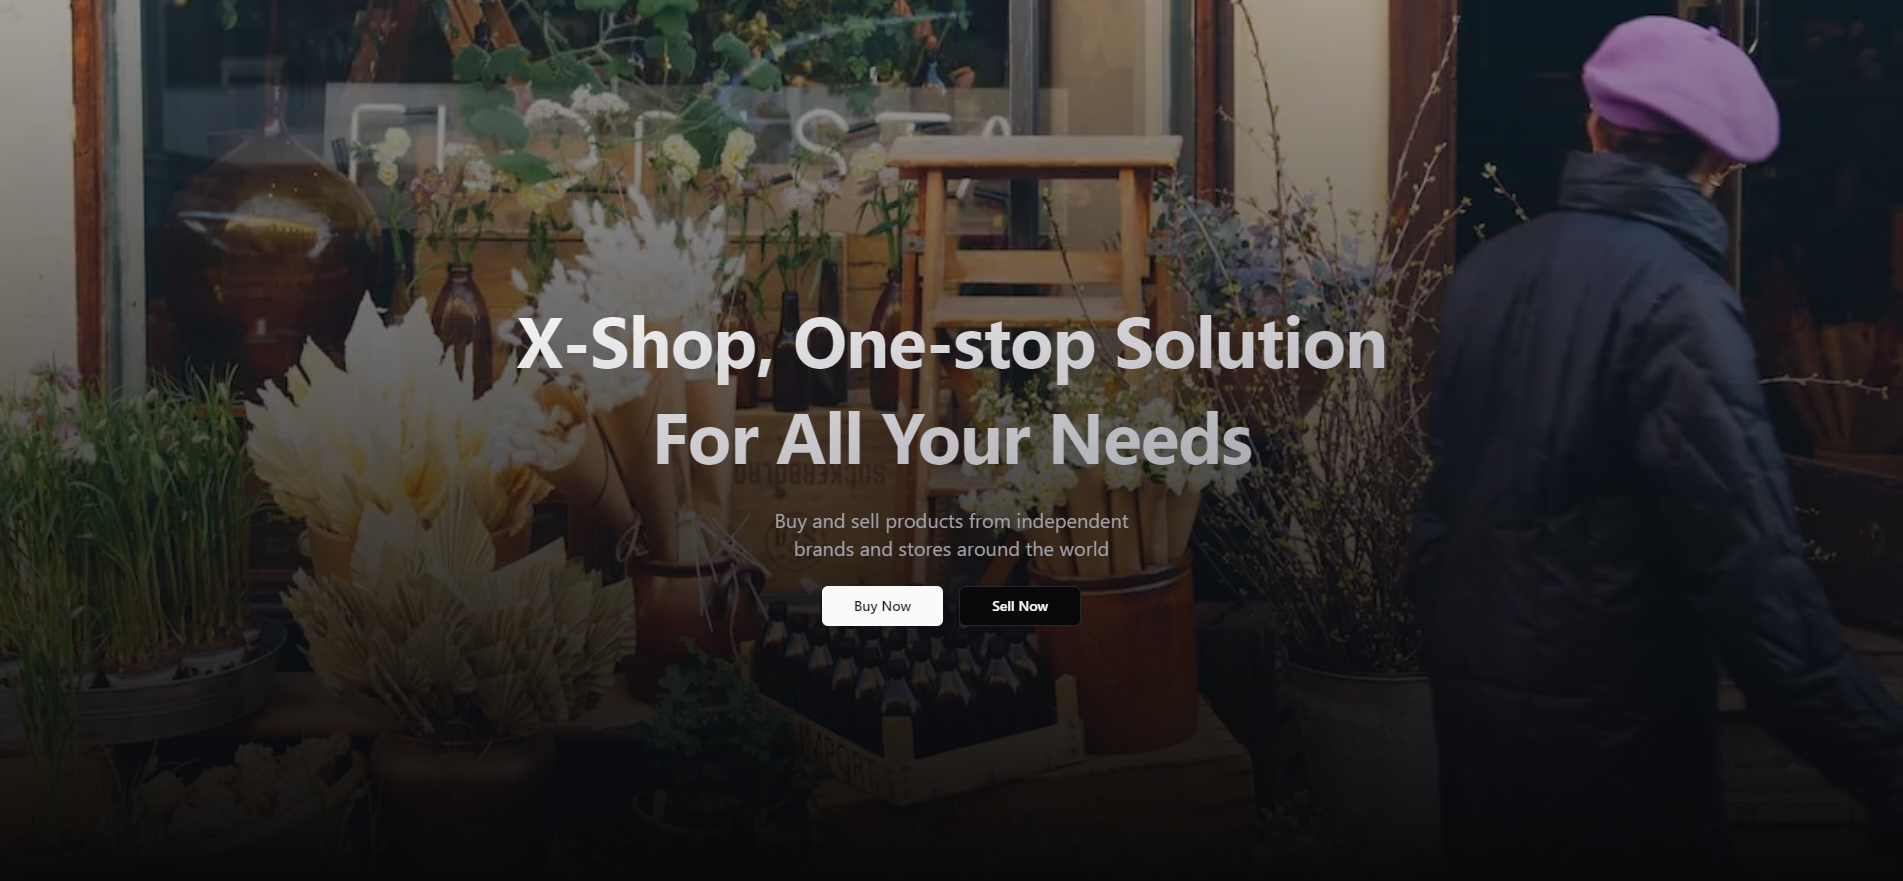 X-Shop, One-stop Solution
For All Your Needs
Buy and sell products from independent
brands and stores around the world
Buy Now
Sell Now
IMPORT